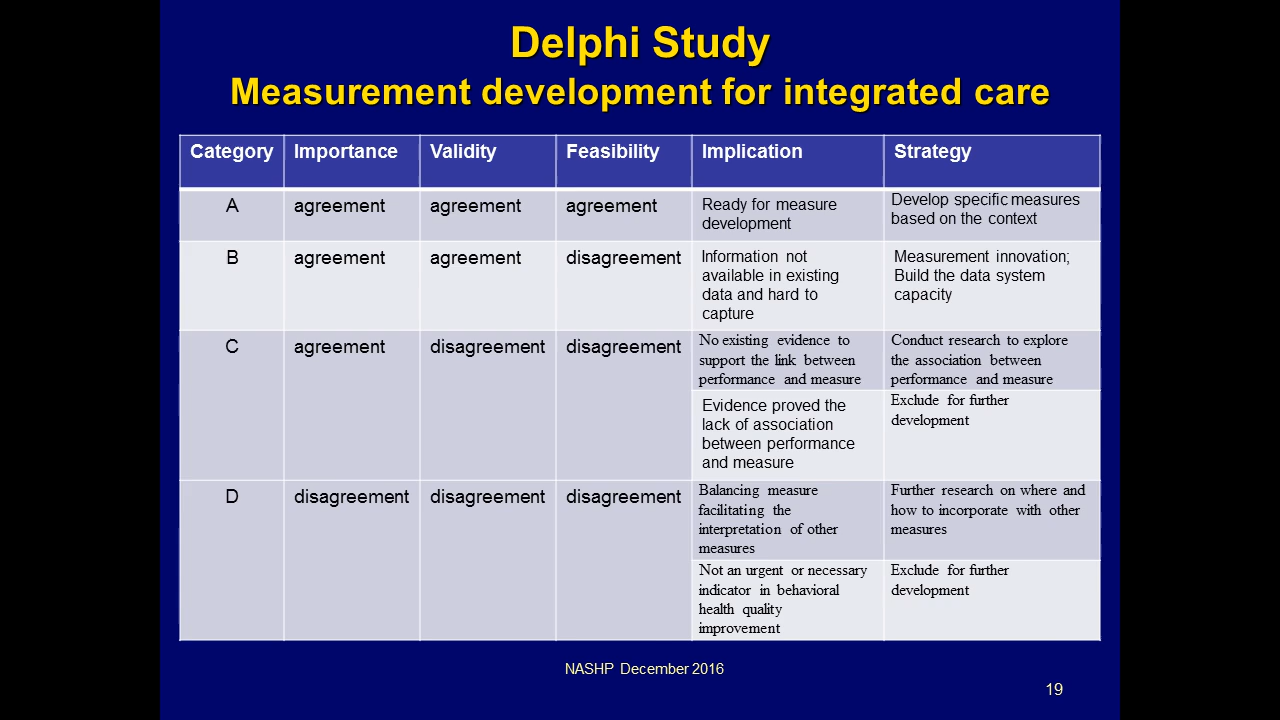 Delphi Study
Measurement development for integrated care
Category Importance Validity Feasibility Implication Strategy
A agreement agreement agreement
Ready for measure
development
Develop specific measures
based on the context
B agreement agreement disagreement
Information not
available in existing
data and hard to
capture
Measurement innovation;
Build the data system
capacity
C agreement disagreement disagreement
No existing evidence to
support the link between
performance and measure
Conduct research to explore
the association between
performance and measure
Evidence proved the
lack of association
between performance
and measure
Exclude for further
development
D disagreement disagreement disagreement
Balancing measure
facilitating the
interpretation of other
measures
Further research on where and
how to incorporate with other
measures
Not an urgent or necessary
indicator in behavioral
health quality
improvement
Exclude for further
development
NASHP December 2016
19